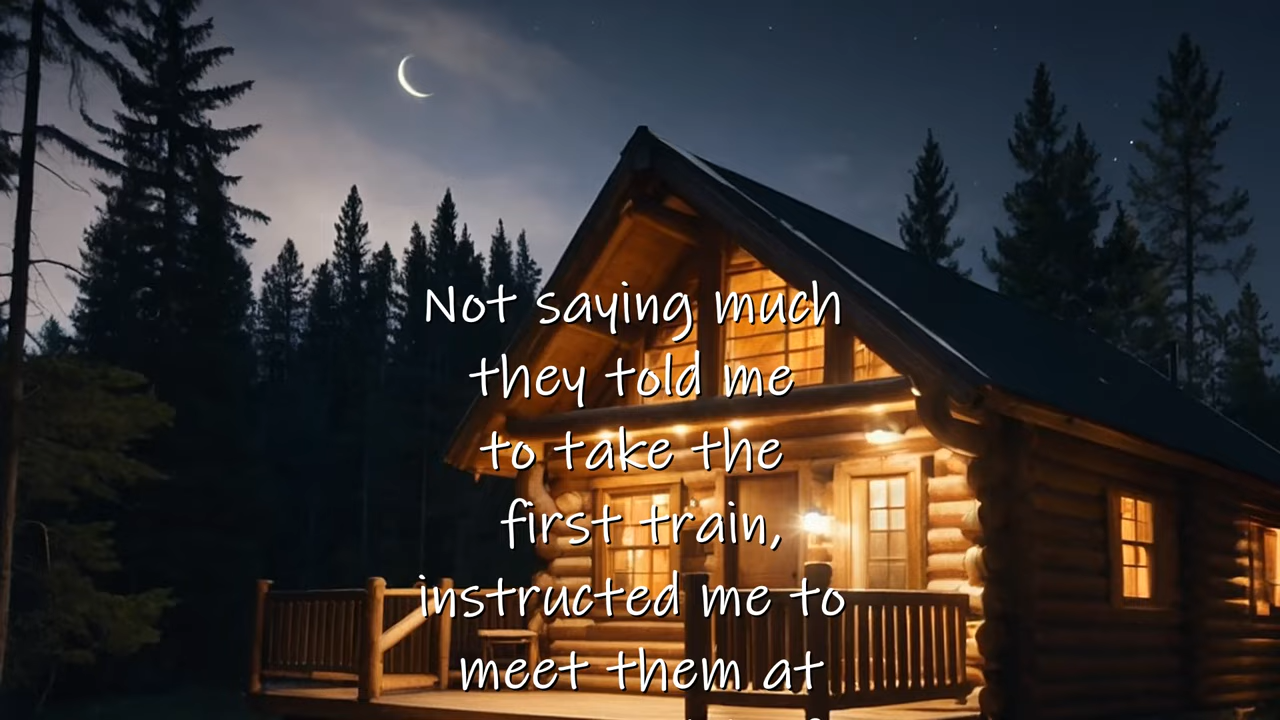 Not saying much
they told me
to take the
first train,
instructed me to
meet them at